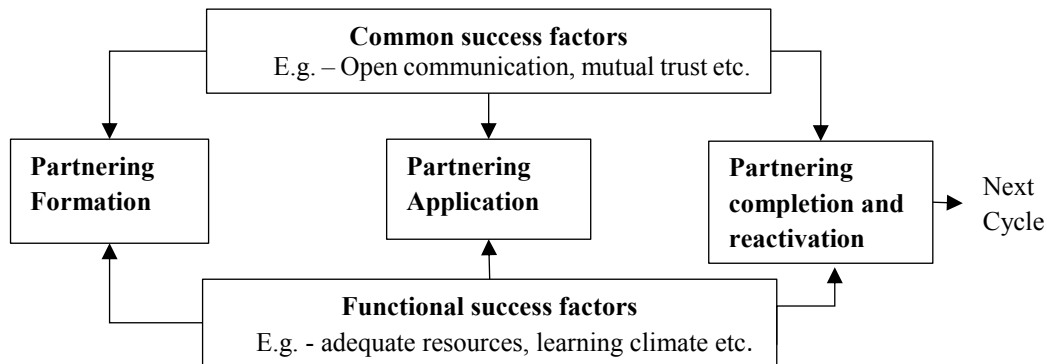 Common success factors
E.g. – Open communication, mutual trust etc.
Partnering
Formation
Partnering
Application
Partnering
completion and
reactivation
Next
Cycle
Functional success factors
E.g. - adequate resources, learning climate etc.